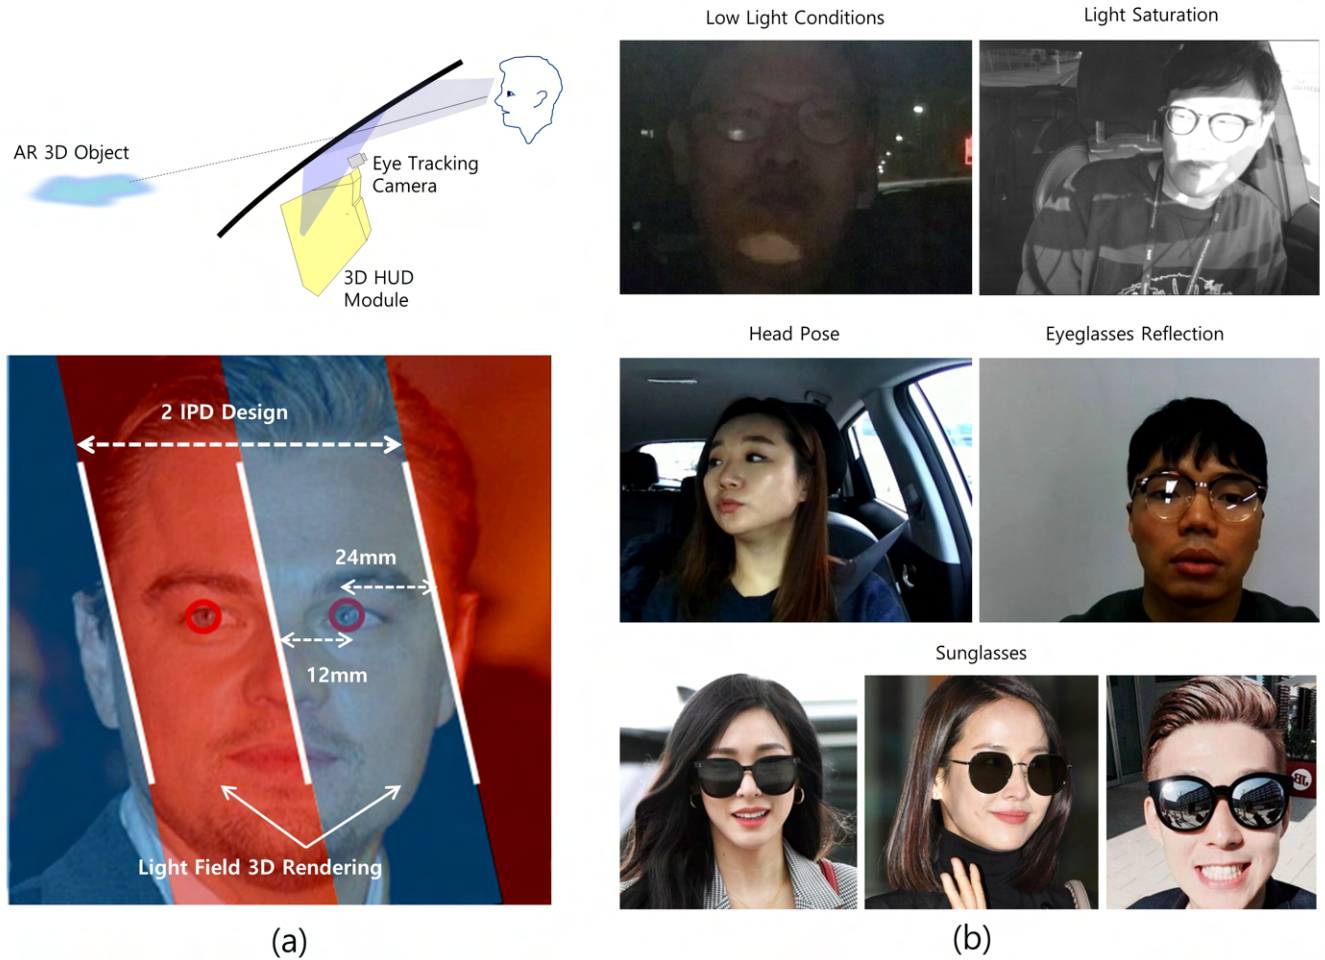 AR 3D Object
Eye Tracking
Camera
3D HUD
Module
2 IPD Design
24mm
12mm
Light Field 3D Rendering
(a)
Low Light Conditions
Light Saturation
Head Pose
Eyeglasses Reflection
Sunglasses
(b)